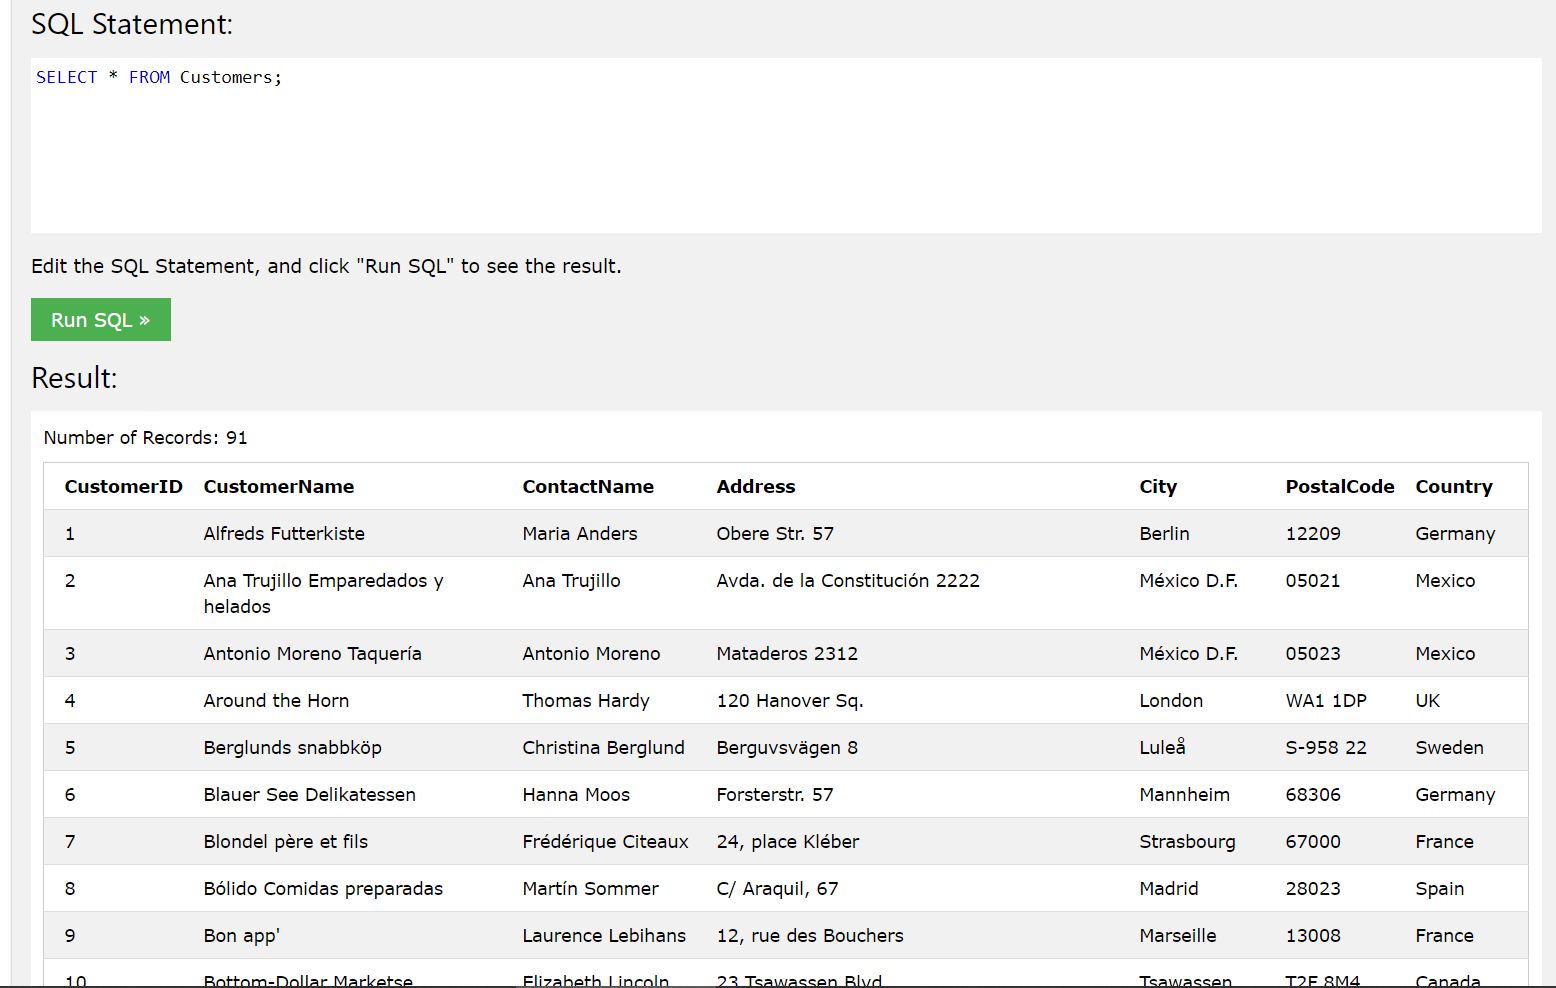 SQL Statement:
SELECT * FROM Customers;
Edit the SQL Statement, and click "Run SQL" to see the result.
Run SQL »
Result:
Number of Records: 91
CustomerID CustomerName ContactName Address City PostalCode Country
1 Alfreds Futterkiste Maria Anders Obere Str. 57 Berlin 12209 Germany
2 Ana Trujillo Emparedados y Ana Trujillo Avda. de la Constitución 2222 México D.F. 05021 Mexico
helados
3 Antonio Moreno Taquería Antonio Moreno Mataderos 2312 México D.F. 05023 Mexico
4 Around the Horn Thomas Hardy 120 Hanover Sq. London WA1 1DP UK
5 Berglunds snabbköp Christina Berglund Berguvsvägen 8 Luleå S-958 22 Sweden
6 Blauer See Delikatessen Hanna Moos Forsterstr. 57 Mannheim 68306 Germany
7 Blondel père et fils Frédérique Citeaux 24, place Kléber Strasbourg 67000 France
8 Bólido Comidas preparadas Martín Sommer C/ Araquil, 67 Madrid 28023 Spain
9 Bon app' Laurence Lebihans 12, rue des Bouchers Marseille 13008 France
10 Bottom-Dollar Marketse Elizabeth Lincoln 23 Tsawassen Blvd. Tsawassen T2F 8M4 Canada